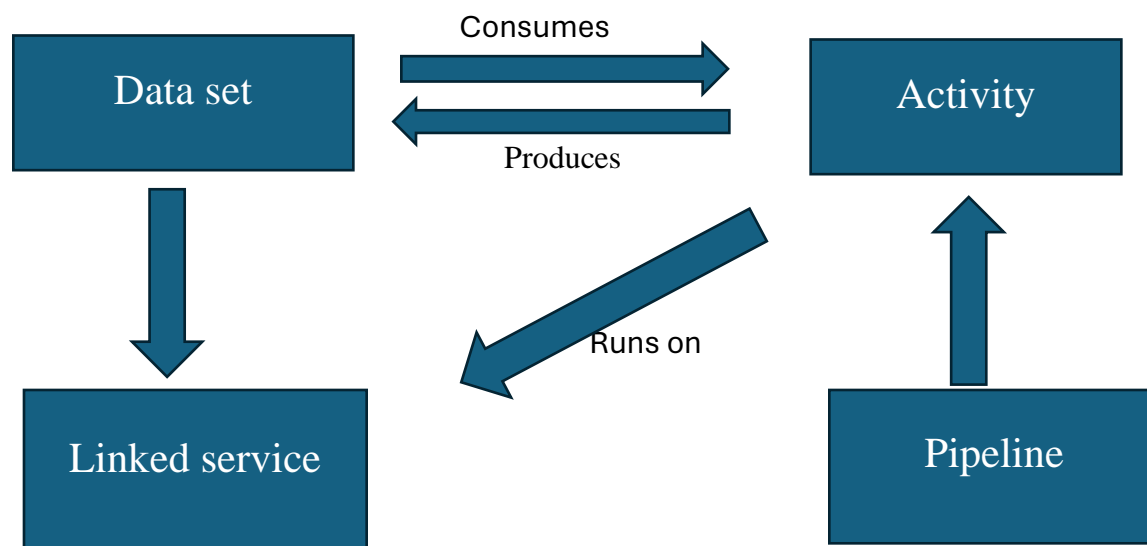 Consumes
Data set
Activity
Produces
Runs on
Linked service
Pipeline